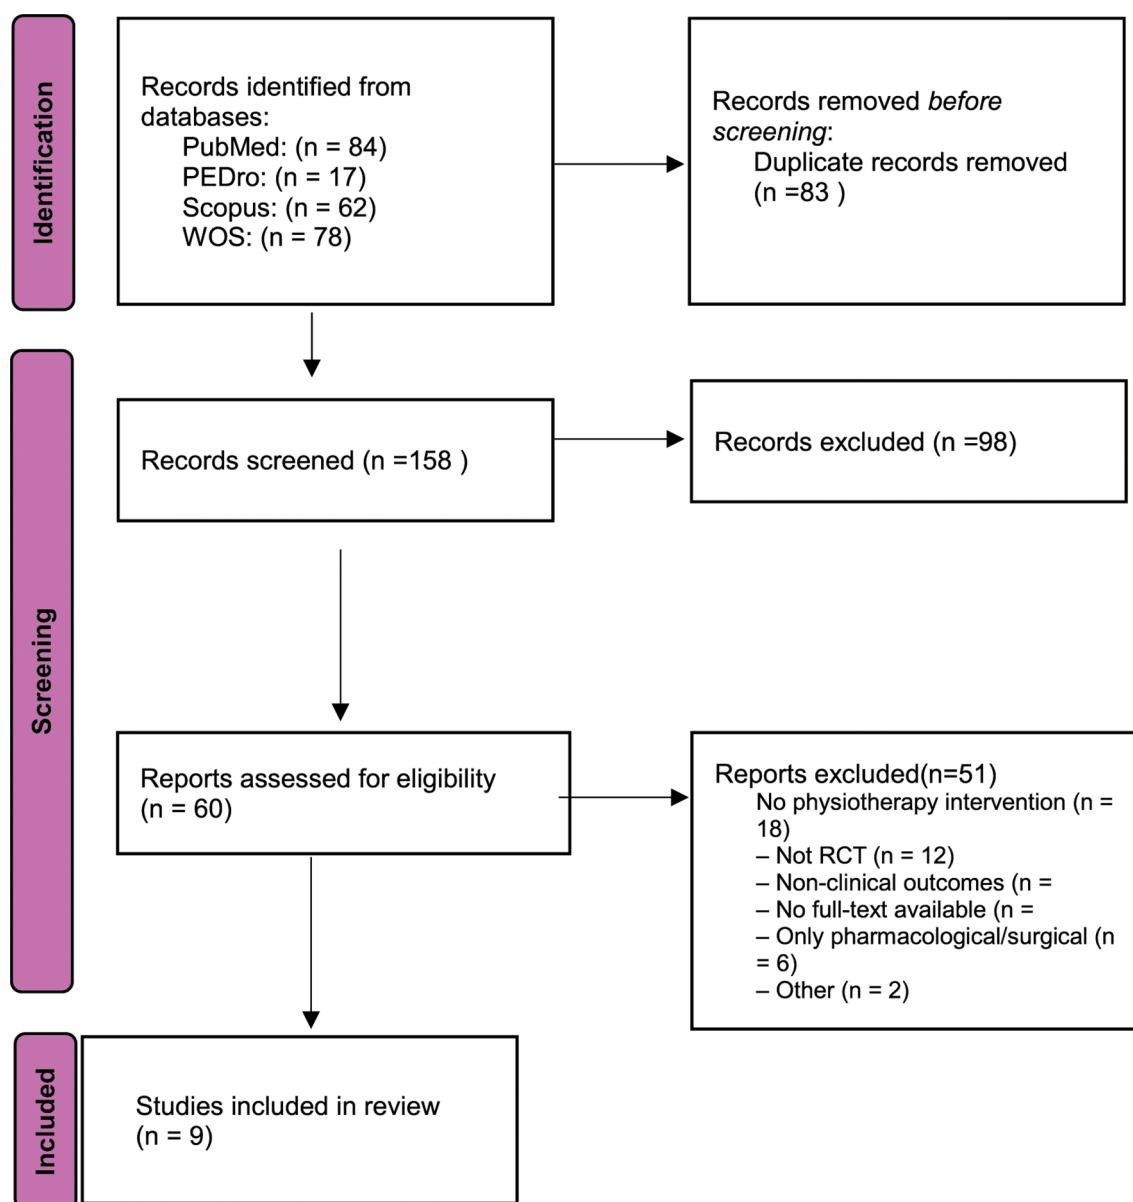 Identification
Records identified from
databases:
PubMed: (n = 84)
PEDro: (n = 17)
Scopus: (n = 62)
WOS: (n = 78)
Records removed before
screening:
Duplicate records removed
(n =83 )
Screening
Records screened (n =158 )
Records excluded (n =98)
Reports assessed for eligibility
(n = 60)
Reports excluded(n=51)
No physiotherapy intervention (n =
18)
– Not RCT (n = 12)
– Non-clinical outcomes (n =
– No full-text available (n =
– Only pharmacological/surgical (n
= 6)
– Other (n = 2)
Included
Studies included in review
(n = 9)